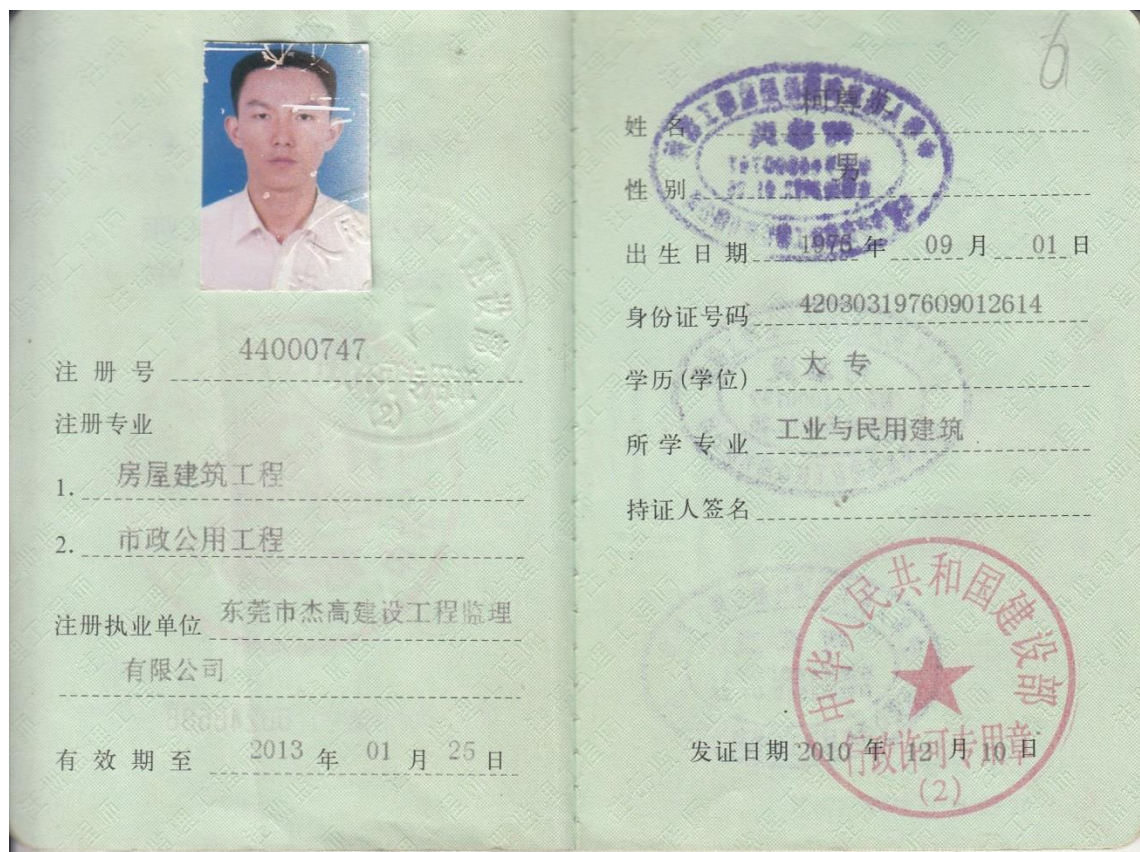 注册号 44000747
注册专业
1. 房屋建筑工程
2. 市政公用工程
注册执业单位 东莞市杰高建设工程监理
有限公司
有效期至 2013 年 01 月 25 日
6
姓名 柯尊
性别 男
出生日期 1976 年 09 月 01 日
身份证号码 420303197609012614
学历(学位) 大专
所学专业 工业与民用建筑
持证人签名
中华人民共和国建设部
发证日期 2010 年 12 月 10 日
行政许可专用章
(2)